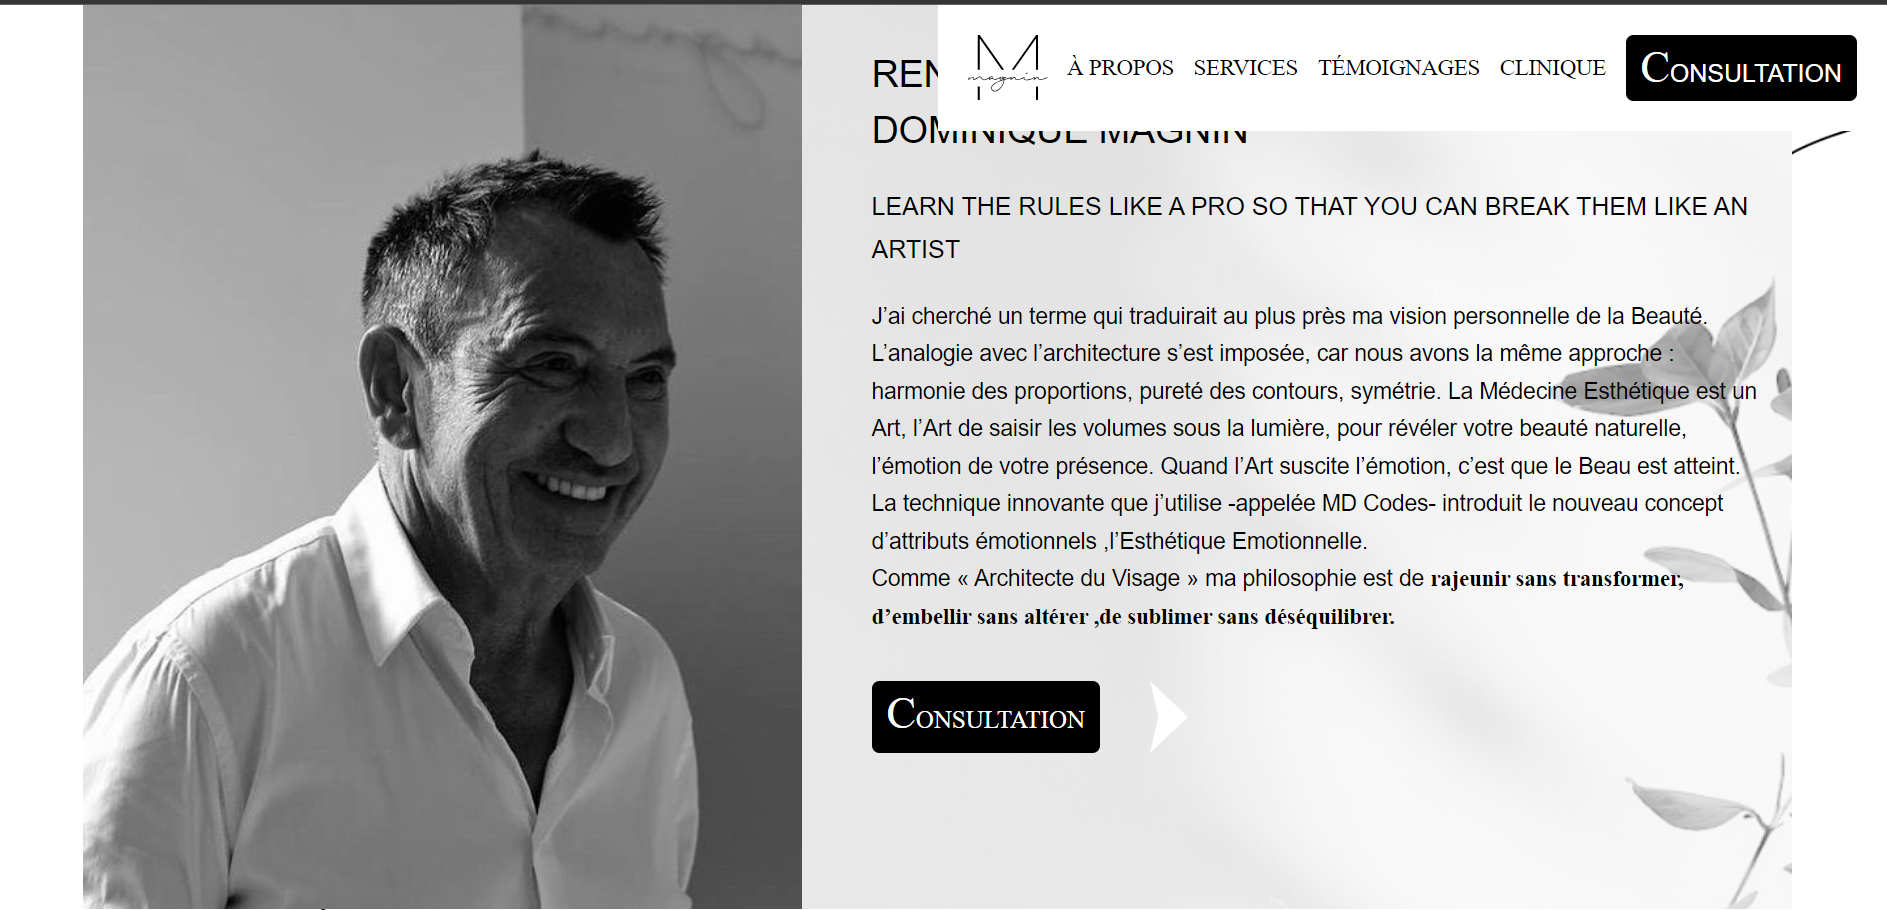 magnin
À PROPOS SERVICES TÉMOIGNAGES CLINIQUE CONSULTATION
DOMINIQUE MAGNIN
LEARN THE RULES LIKE A PRO SO THAT YOU CAN BREAK THEM LIKE AN
ARTIST
J’ai cherché un terme qui traduirait au plus près ma vision personnelle de la Beauté.
L’analogie avec l’architecture s’est imposée, car nous avons la même approche :
harmonie des proportions, pureté des contours, symétrie. La Médecine Esthétique est un
Art, l’Art de saisir les volumes sous la lumière, pour révéler votre beauté naturelle,
l’émotion de votre présence. Quand l’Art suscite l’émotion, c’est que le Beau est atteint.
La technique innovante que j’utilise -appelée MD Codes- introduit le nouveau concept
d’attributs émotionnels ,l’Esthétique Emotionnelle.
Comme « Architecte du Visage » ma philosophie est de rajeunir sans transformer,
d’embellir sans altérer ,de sublimer sans déséquilibrer.
CONSULTATION